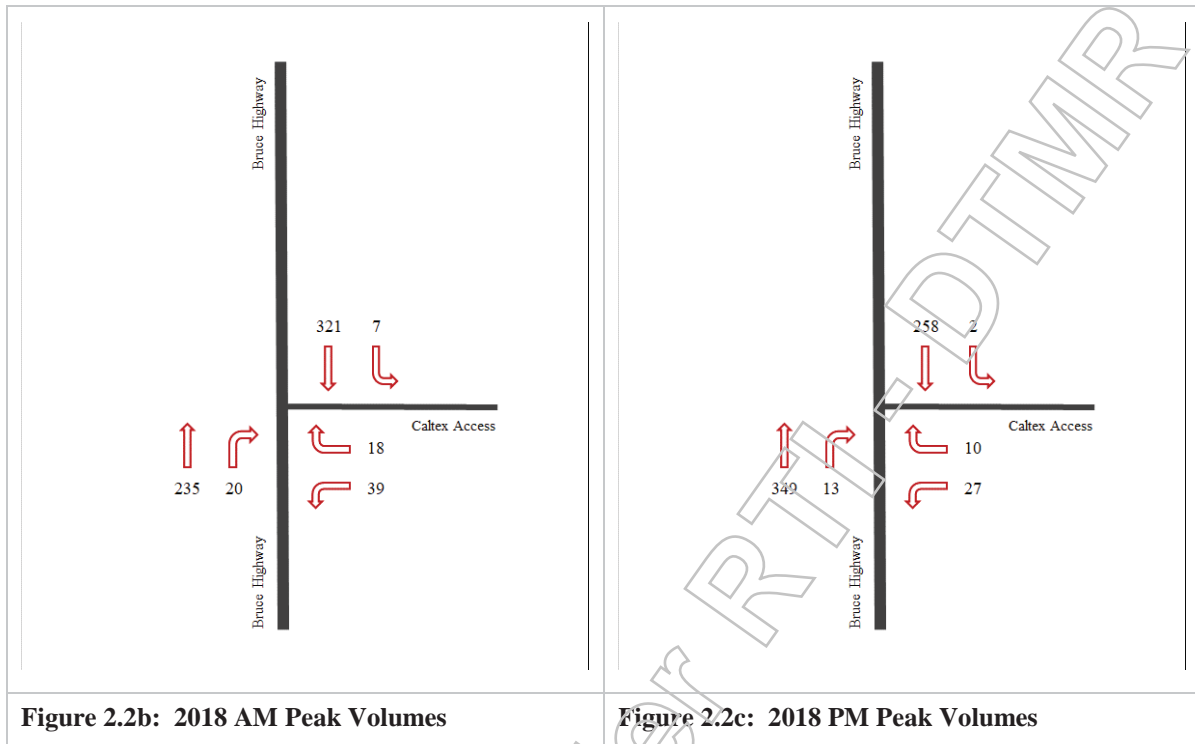 Bruce Highway
321 7
Caltex Access
18
235 20
39
Bruce Highway
Figure 2.2b: 2018 AM Peak Volumes
Bruce Highway
258 2
Caltex Access
10
349 13
27
Bruce Highway
Figure 2.2c: 2018 PM Peak Volumes
er RTI - DTMR